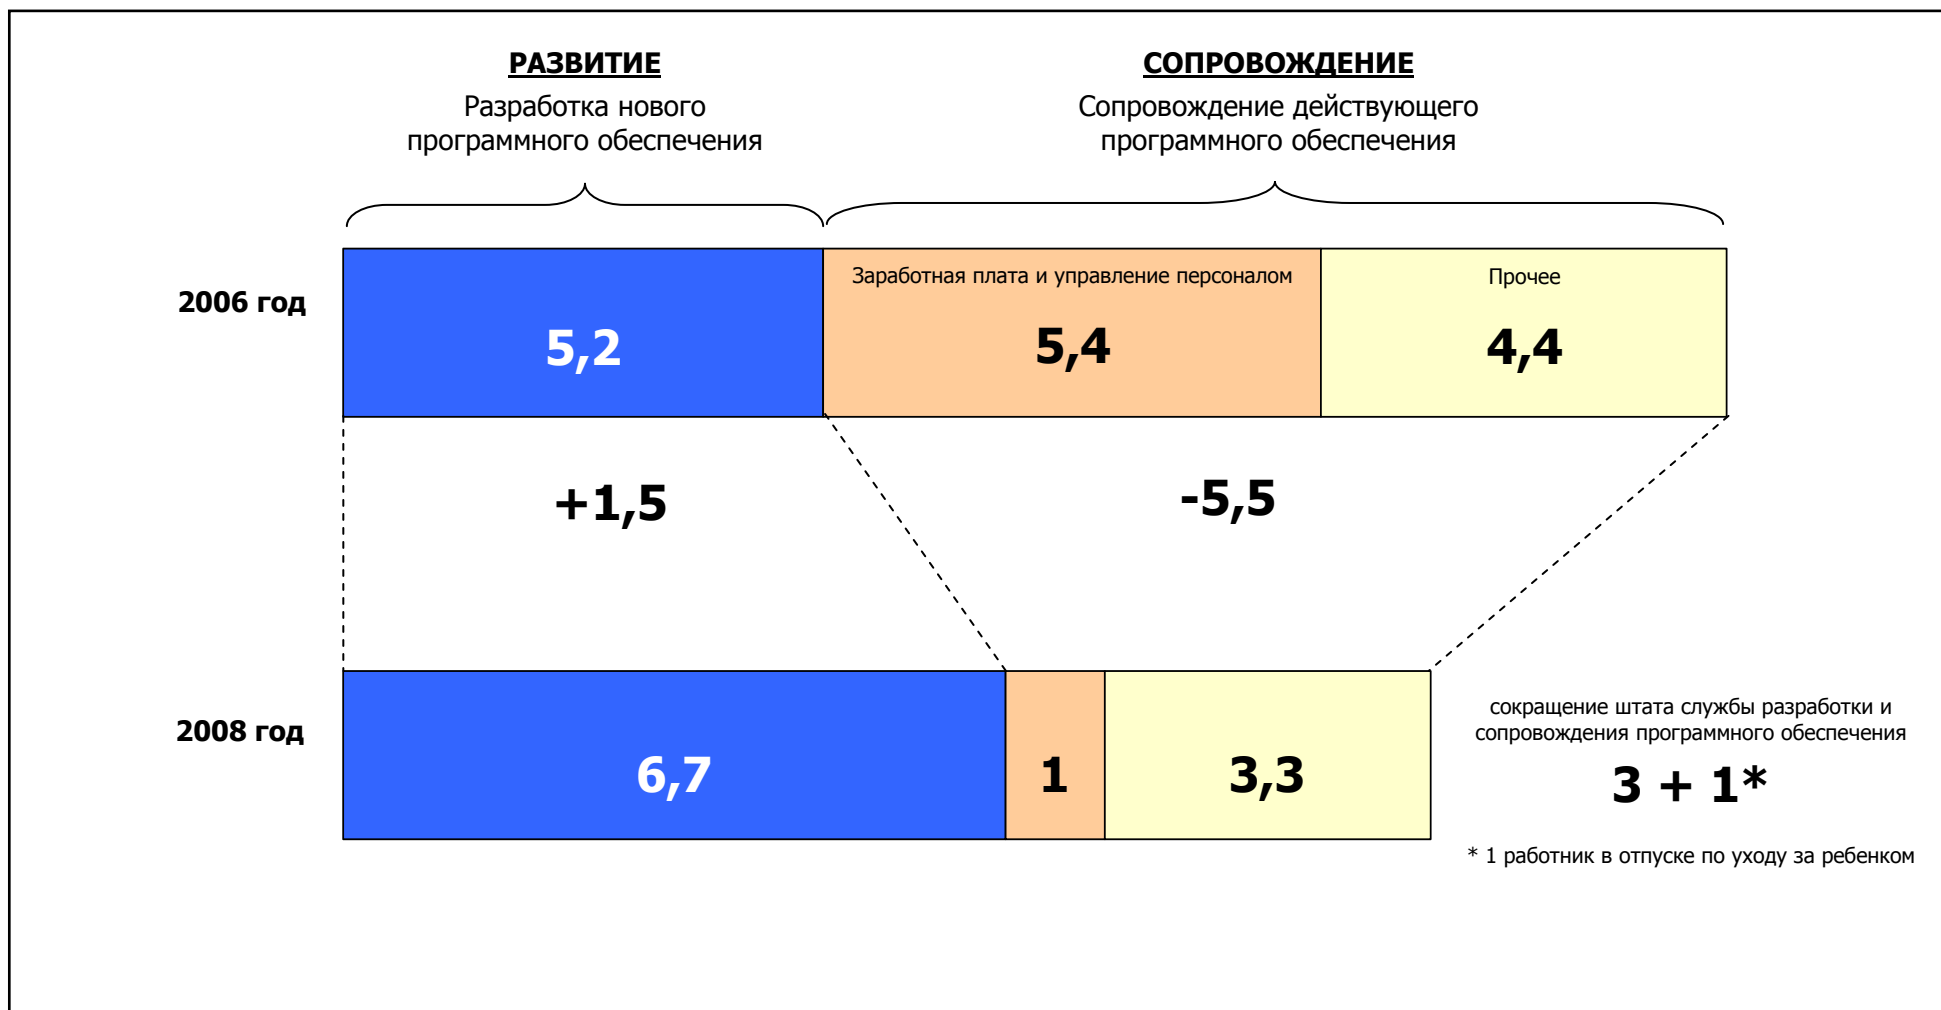 РАЗВИТИЕ
Разработка нового
программного обеспечения
СОПРОВОЖДЕНИЕ
Сопровождение действующего
программного обеспечения
2006 год
5,2
Заработная плата и управление персоналом
5,4
Прочее
4,4
+1,5
-5,5
2008 год
6,7
1
3,3
сокращение штата службы разработки и
сопровождения программного обеспечения
3 + 1*
* 1 работник в отпуске по уходу за ребенком